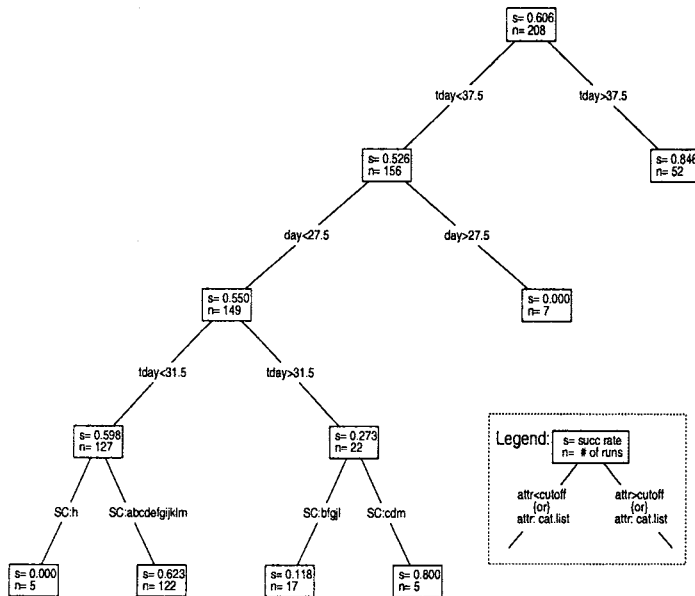 s= 0.606
n= 208
tday<37.5
tday>37.5
s= 0.526
n= 156
s= 0.846
n= 52
day<27.5
day>27.5
s= 0.550
n= 149
s= 0.000
n= 7
tday<31.5
tday>31.5
s= 0.598
n= 127
s= 0.273
n= 22
SC:h
SC:abcdefgijklm
SC:bfgjl
SC:cdm
s= 0.000
n= 5
s= 0.623
n= 122
s= 0.118
n= 17
s= 0.800
n= 5
Legend:
s= succ rate
n= # of runs
attr<cutoff
{or}
attr: cat.list
attr>cutoff
{or}
attr: cat.list